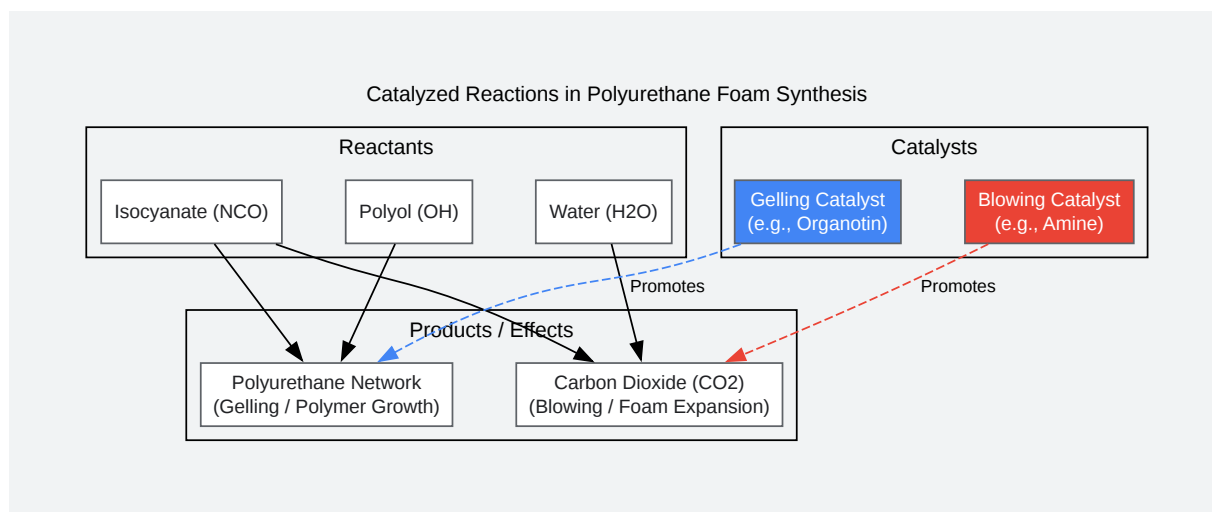 Catalyzed Reactions in Polyurethane Foam Synthesis
Reactants
Catalysts
Isocyanate (NCO)
Polyol (OH)
Water (H2O)
Gelling Catalyst
(e.g., Organotin)
Blowing Catalyst
(e.g., Amine)
Promotes
Promotes
Products / Effects
Polyurethane Network
(Gelling / Polymer Growth)
Carbon Dioxide (CO2)
(Blowing / Foam Expansion)